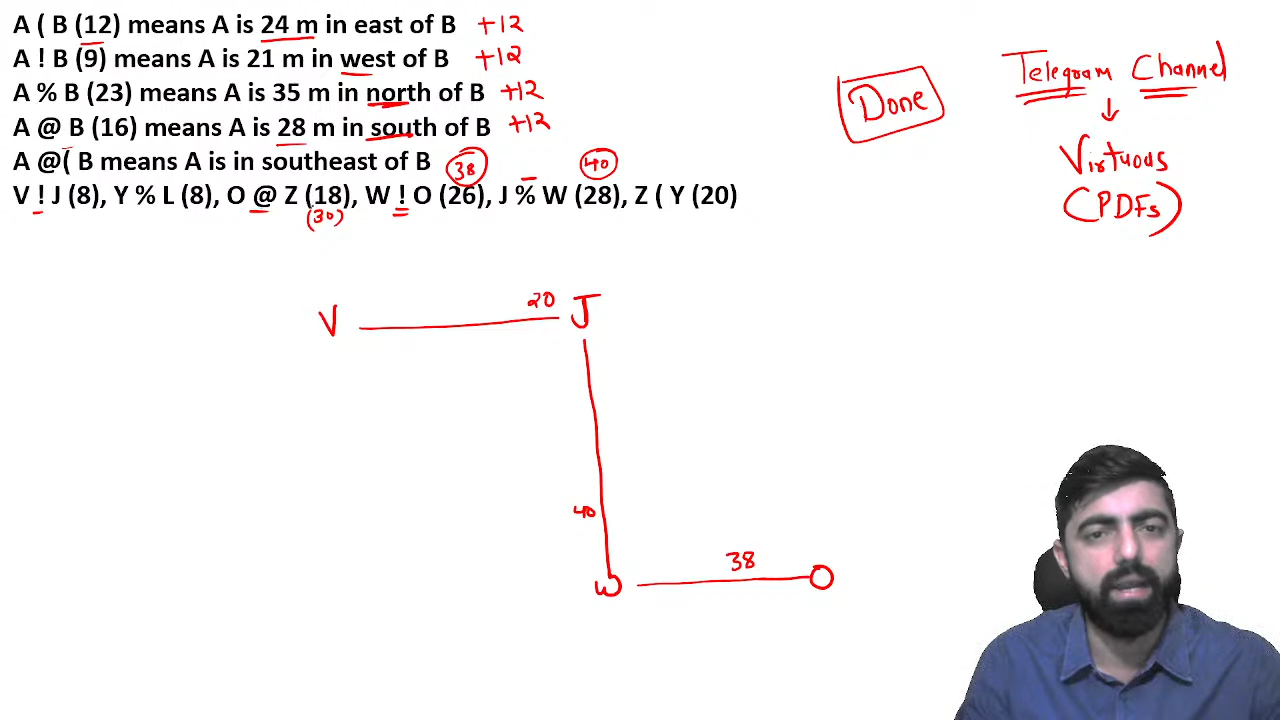 A ( B (12) means A is 24 m in east of B +12
A ! B (9) means A is 21 m in west of B +12
A % B (23) means A is 35 m in north of B +12
A @ B (16) means A is 28 m in south of B +12
A @( B means A is in southeast of B
38 40
V ! J (8), Y % L (8), O @ Z (18), W ! O (26), J % W (28), Z ( Y (20)
(30)
Done
Telegram Channel
Virtuous
(PDFs)
V 20 J
40
W 38 O